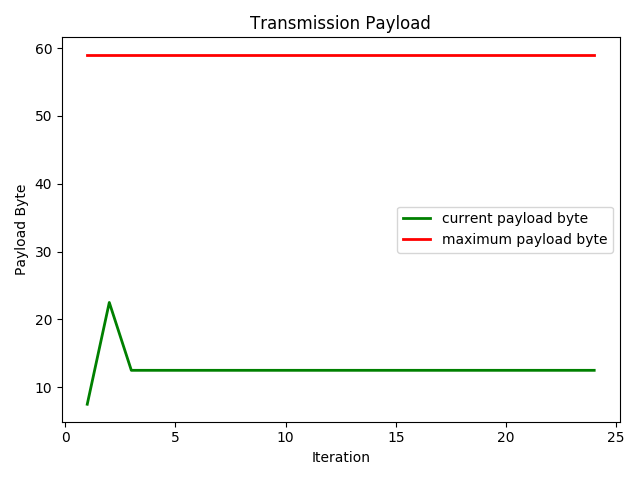 Transmission Payload
Payload Byte
60
50
40
30
20
10
current payload byte
maximum payload byte
0
5
10
15
20
25
Iteration